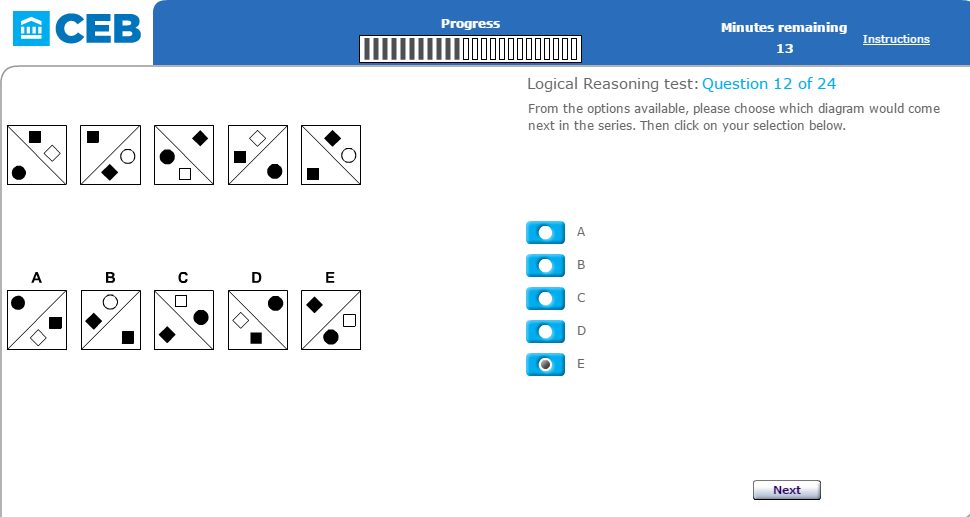 CEB
Progress
Minutes remaining
13
Instructions
Logical Reasoning test: Question 12 of 24
From the options available, please choose which diagram would come
next in the series. Then click on your selection below.
A B C D E
A
B
C
D
E
Next